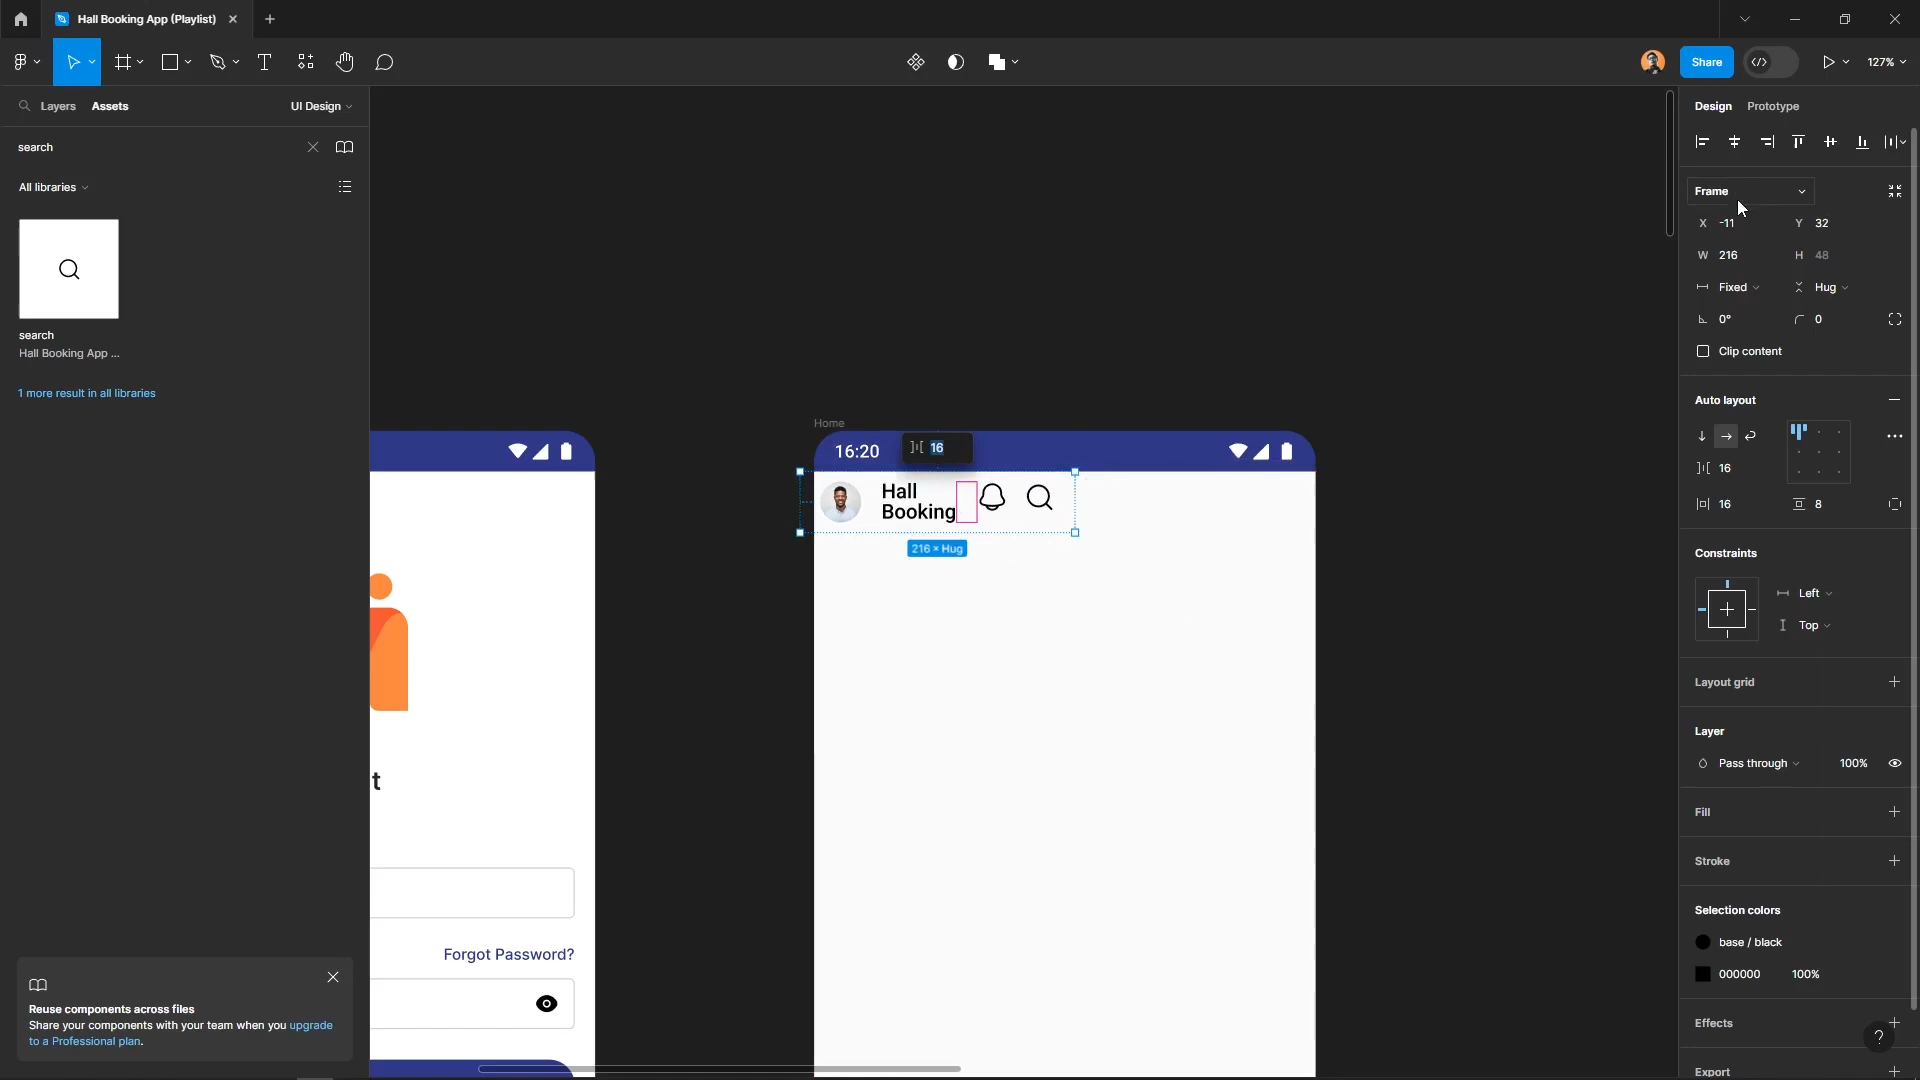 Hall Booking App (Playlist)
Share
127%
Layers Assets UI Design
search
All libraries
search
Hall Booking App ...
1 more result in all libraries
Reuse components across files
Share your components with your team when you upgrade
to a Professional plan.
t
Forgot Password?
Home
16:20
16
Hall
Booking
216 × Hug
Design Prototype
Frame
X -11 Y 32
W 216 H 48
Fixed Hug
0° 0
Clip content
Auto layout
16
16 8
Constraints
Left
Top
Layout grid
Layer
Pass through 100%
Fill
Stroke
Selection colors
base / black
000000 100%
Effects
?
Export